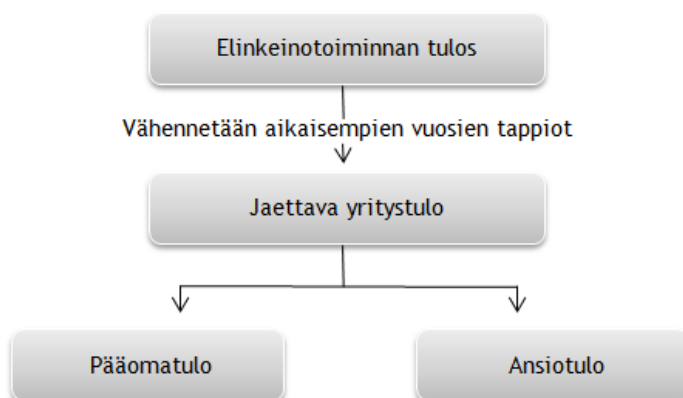 Elinkeinotoiminnan tulos
Vähennetään aikaisempien vuosien tappiot
Jaettava yritystulo
Pääomatulo
Ansiotulo